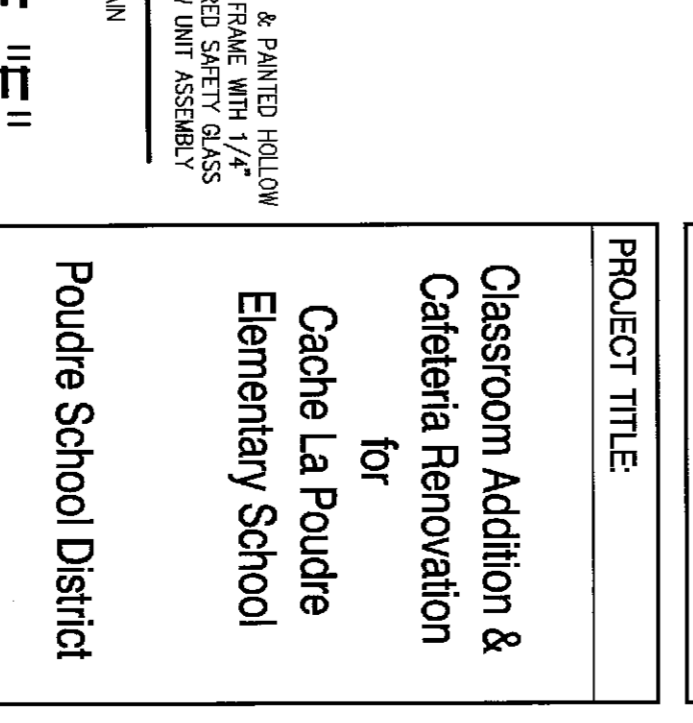 & PAINTED HOLLOW
FRAME WITH 1/4"
SAFETY GLASS
UNIT ASSEMBLY
PROJECT TITLE:
Classroom Addition &
Cafeteria Renovation
for
Cache La Poudre
Elementary School
Poudre School District